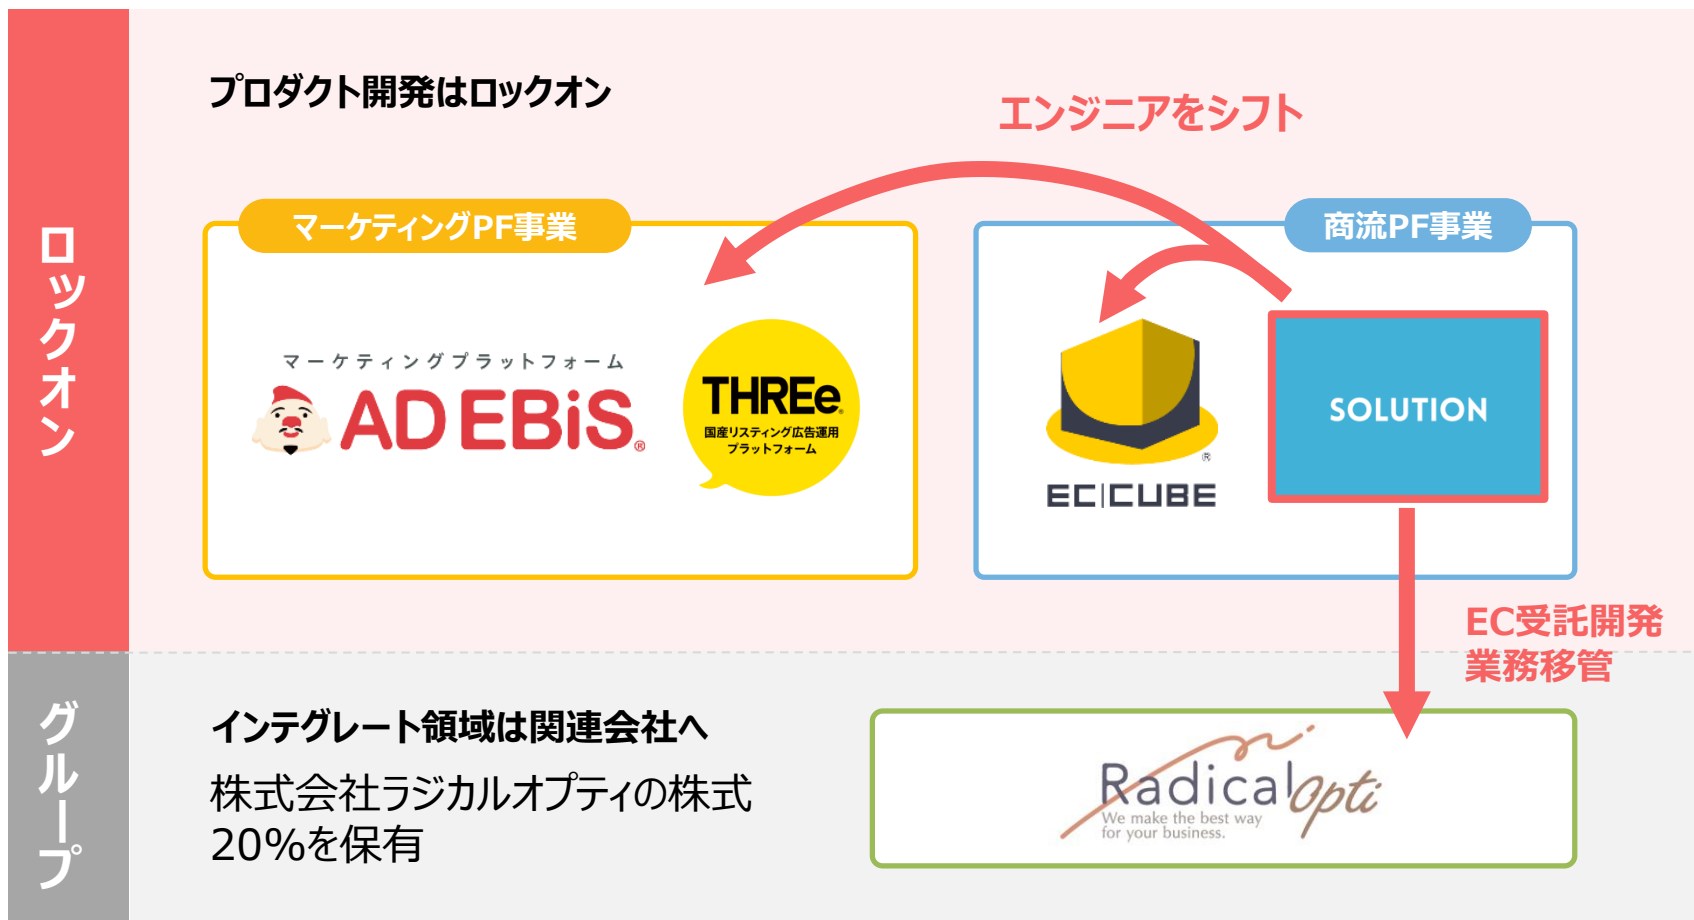 ロックオン
プロダクト開発はロックオン
エンジニアをシフト
マーケティングPF事業
マーケティングプラットフォーム
AD EBiS®
THREe®
国産リスティング広告運用
プラットフォーム
商流PF事業
®
EC|CUBE
SOLUTION
EC受託開発
業務移管
グループ
インテグレート領域は関連会社へ
株式会社ラジカルオプティの株式
20%を保有
Radicalopti
We make the best way
for your business.